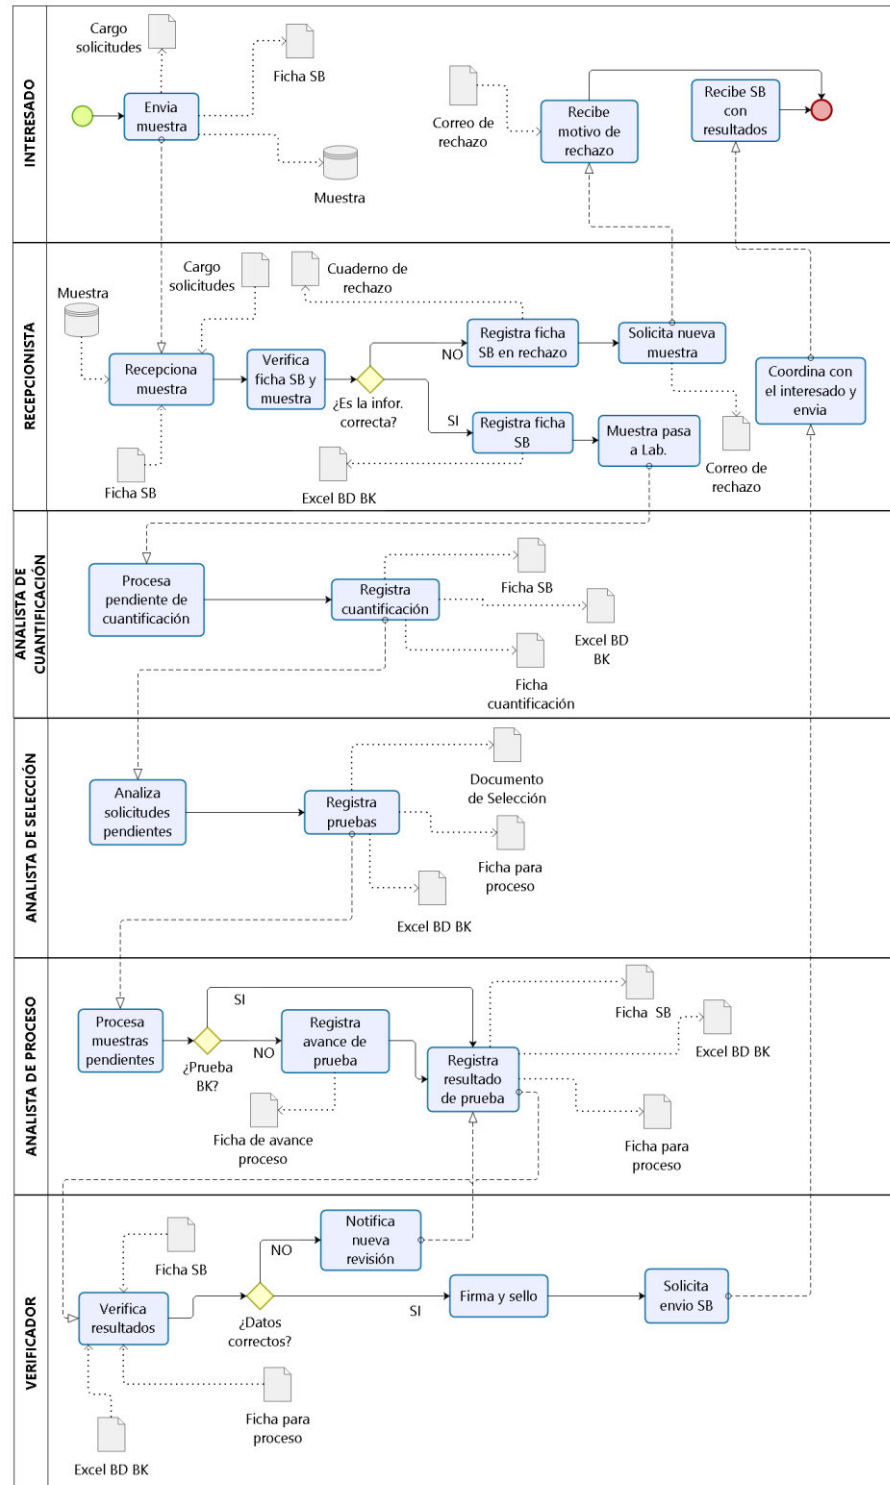 INTERESADO
Cargo
solicitudes
Ficha SB
Envia
muestra
Muestra
Correo de
rechazo
Recibe
motivo de
rechazo
Recibe SB
con
resultados
RECEPCIONISTA
Muestra
Cargo
solicitudes
Cuaderno de
rechazo
Recepciona
muestra
Verifica
ficha SB y
muestra
¿Es la infor.
correcta?
NO
Registra ficha
SB en rechazo
Solicita nueva
muestra
SI
Registra ficha
SB
Muestra pasa
a Lab.
Coordina con
el interesado y
envia
Ficha SB
Excel BD BK
Correo de
rechazo
ANALISTA DE
CUANTIFICACIÓN
Procesa
pendiente de
cuantificación
Registra
cuantificación
Ficha SB
Excel BD
BK
Ficha
cuantificación
ANALISTA DE SELECCIÓN
Analiza
solicitudes
pendientes
Registra
pruebas
Documento
de Selección
Ficha para
proceso
Excel BD BK
ANALISTA DE PROCESO
Procesa
muestras
pendientes
SI
¿Prueba
BK?
NO
Registra
avance de
prueba
Registra
resultado
de prueba
Ficha SB
Excel BD BK
Ficha de avance
proceso
Ficha para
proceso
VERIFICADOR
Ficha SB
Verifica
resultados
NO
Notifica
nueva
revisión
¿Datos
correctos?
SI
Firma y sello
Solicita
envio SB
Ficha para
proceso
Excel BD BK